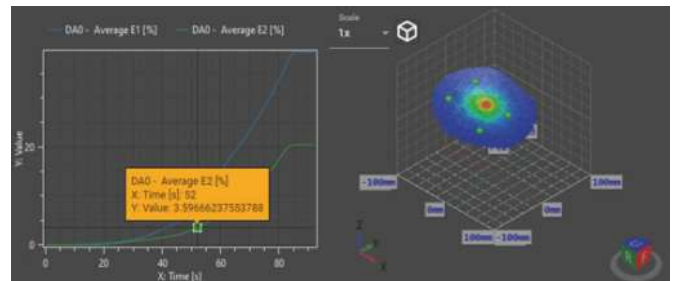 DA0 - Average E1 [%]
DA0 - Average E2 [%]
Y: Value
20
0
DA0 - Average E2 [%]
X: Time [s]: 52
Y: Value: 3.59666237553788
0
20
40
60
80
X: Time [s]
Scale
1x
-100mm
100mm
0mm
0mm
100mm
-100mm
Z
X
R
F